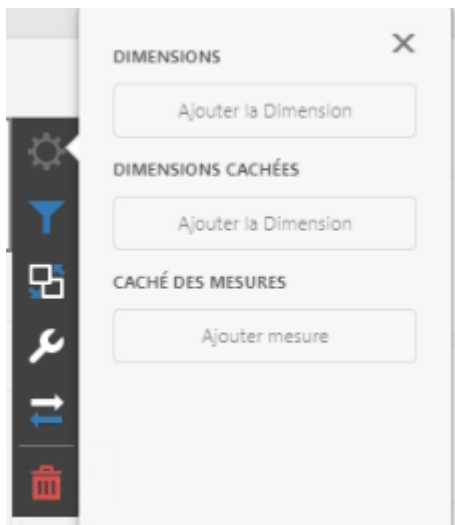 DIMENSIONS
Ajouter la Dimension
DIMENSIONS CACHÉES
Ajouter la Dimension
CACHÉ DES MESURES
Ajouter mesure